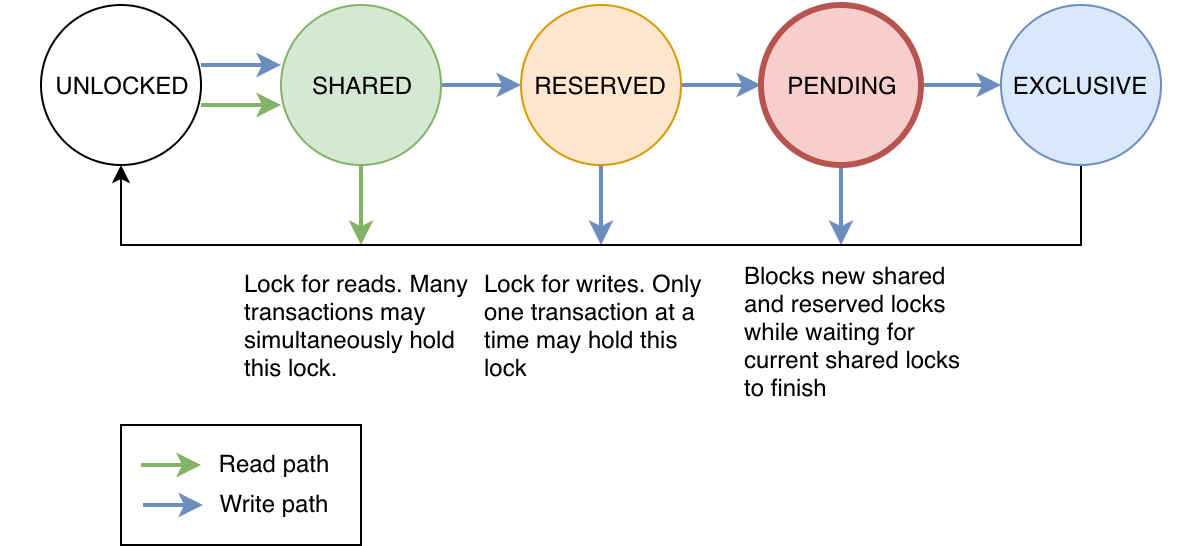 UNLOCKED
SHARED
RESERVED
PENDING
EXCLUSIVE
Lock for reads. Many
transactions may
simultaneously hold
this lock.
Lock for writes. Only
one transaction at a
time may hold this
lock
Blocks new shared
and reserved locks
while waiting for
current shared locks
to finish
Read path
Write path